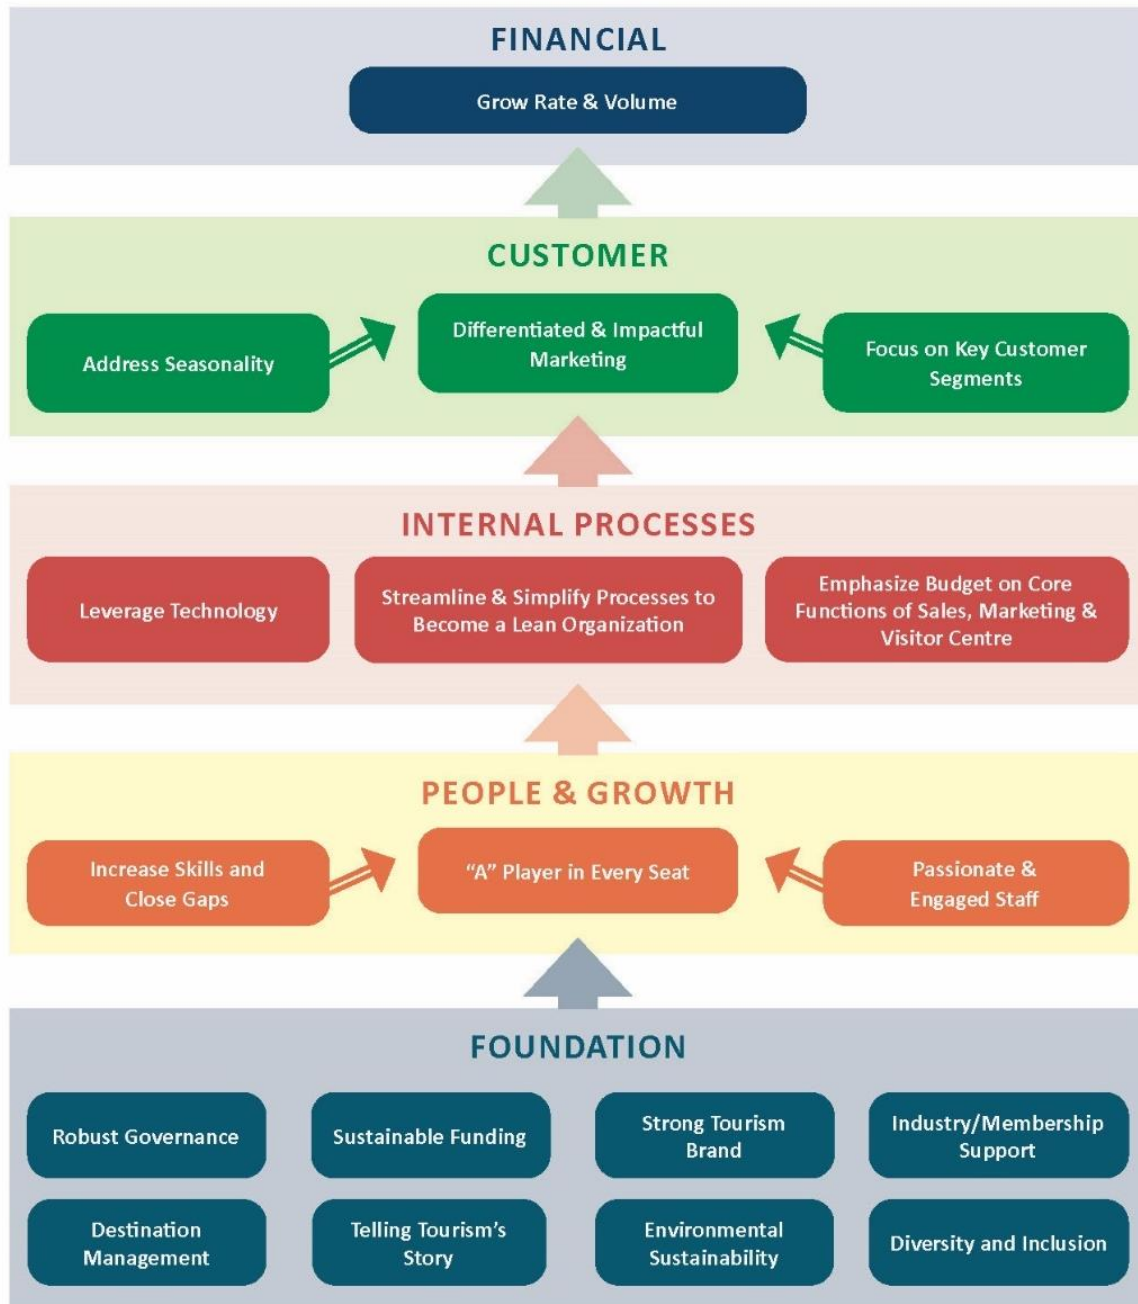 FINANCIAL
Grow Rate & Volume
CUSTOMER
Address Seasonality
Differentiated & Impactful
Marketing
Focus on Key Customer
Segments
INTERNAL PROCESSES
Leverage Technology
Streamline & Simplify Processes to
Become a Lean Organization
Emphasize Budget on Core
Functions of Sales, Marketing &
Visitor Centre
PEOPLE & GROWTH
Increase Skills and
Close Gaps
“A” Player in Every Seat
Passionate &
Engaged Staff
FOUNDATION
Robust Governance
Sustainable Funding
Strong Tourism
Brand
Industry/Membership
Support
Destination
Management
Telling Tourism’s
Story
Environmental
Sustainability
Diversity and Inclusion